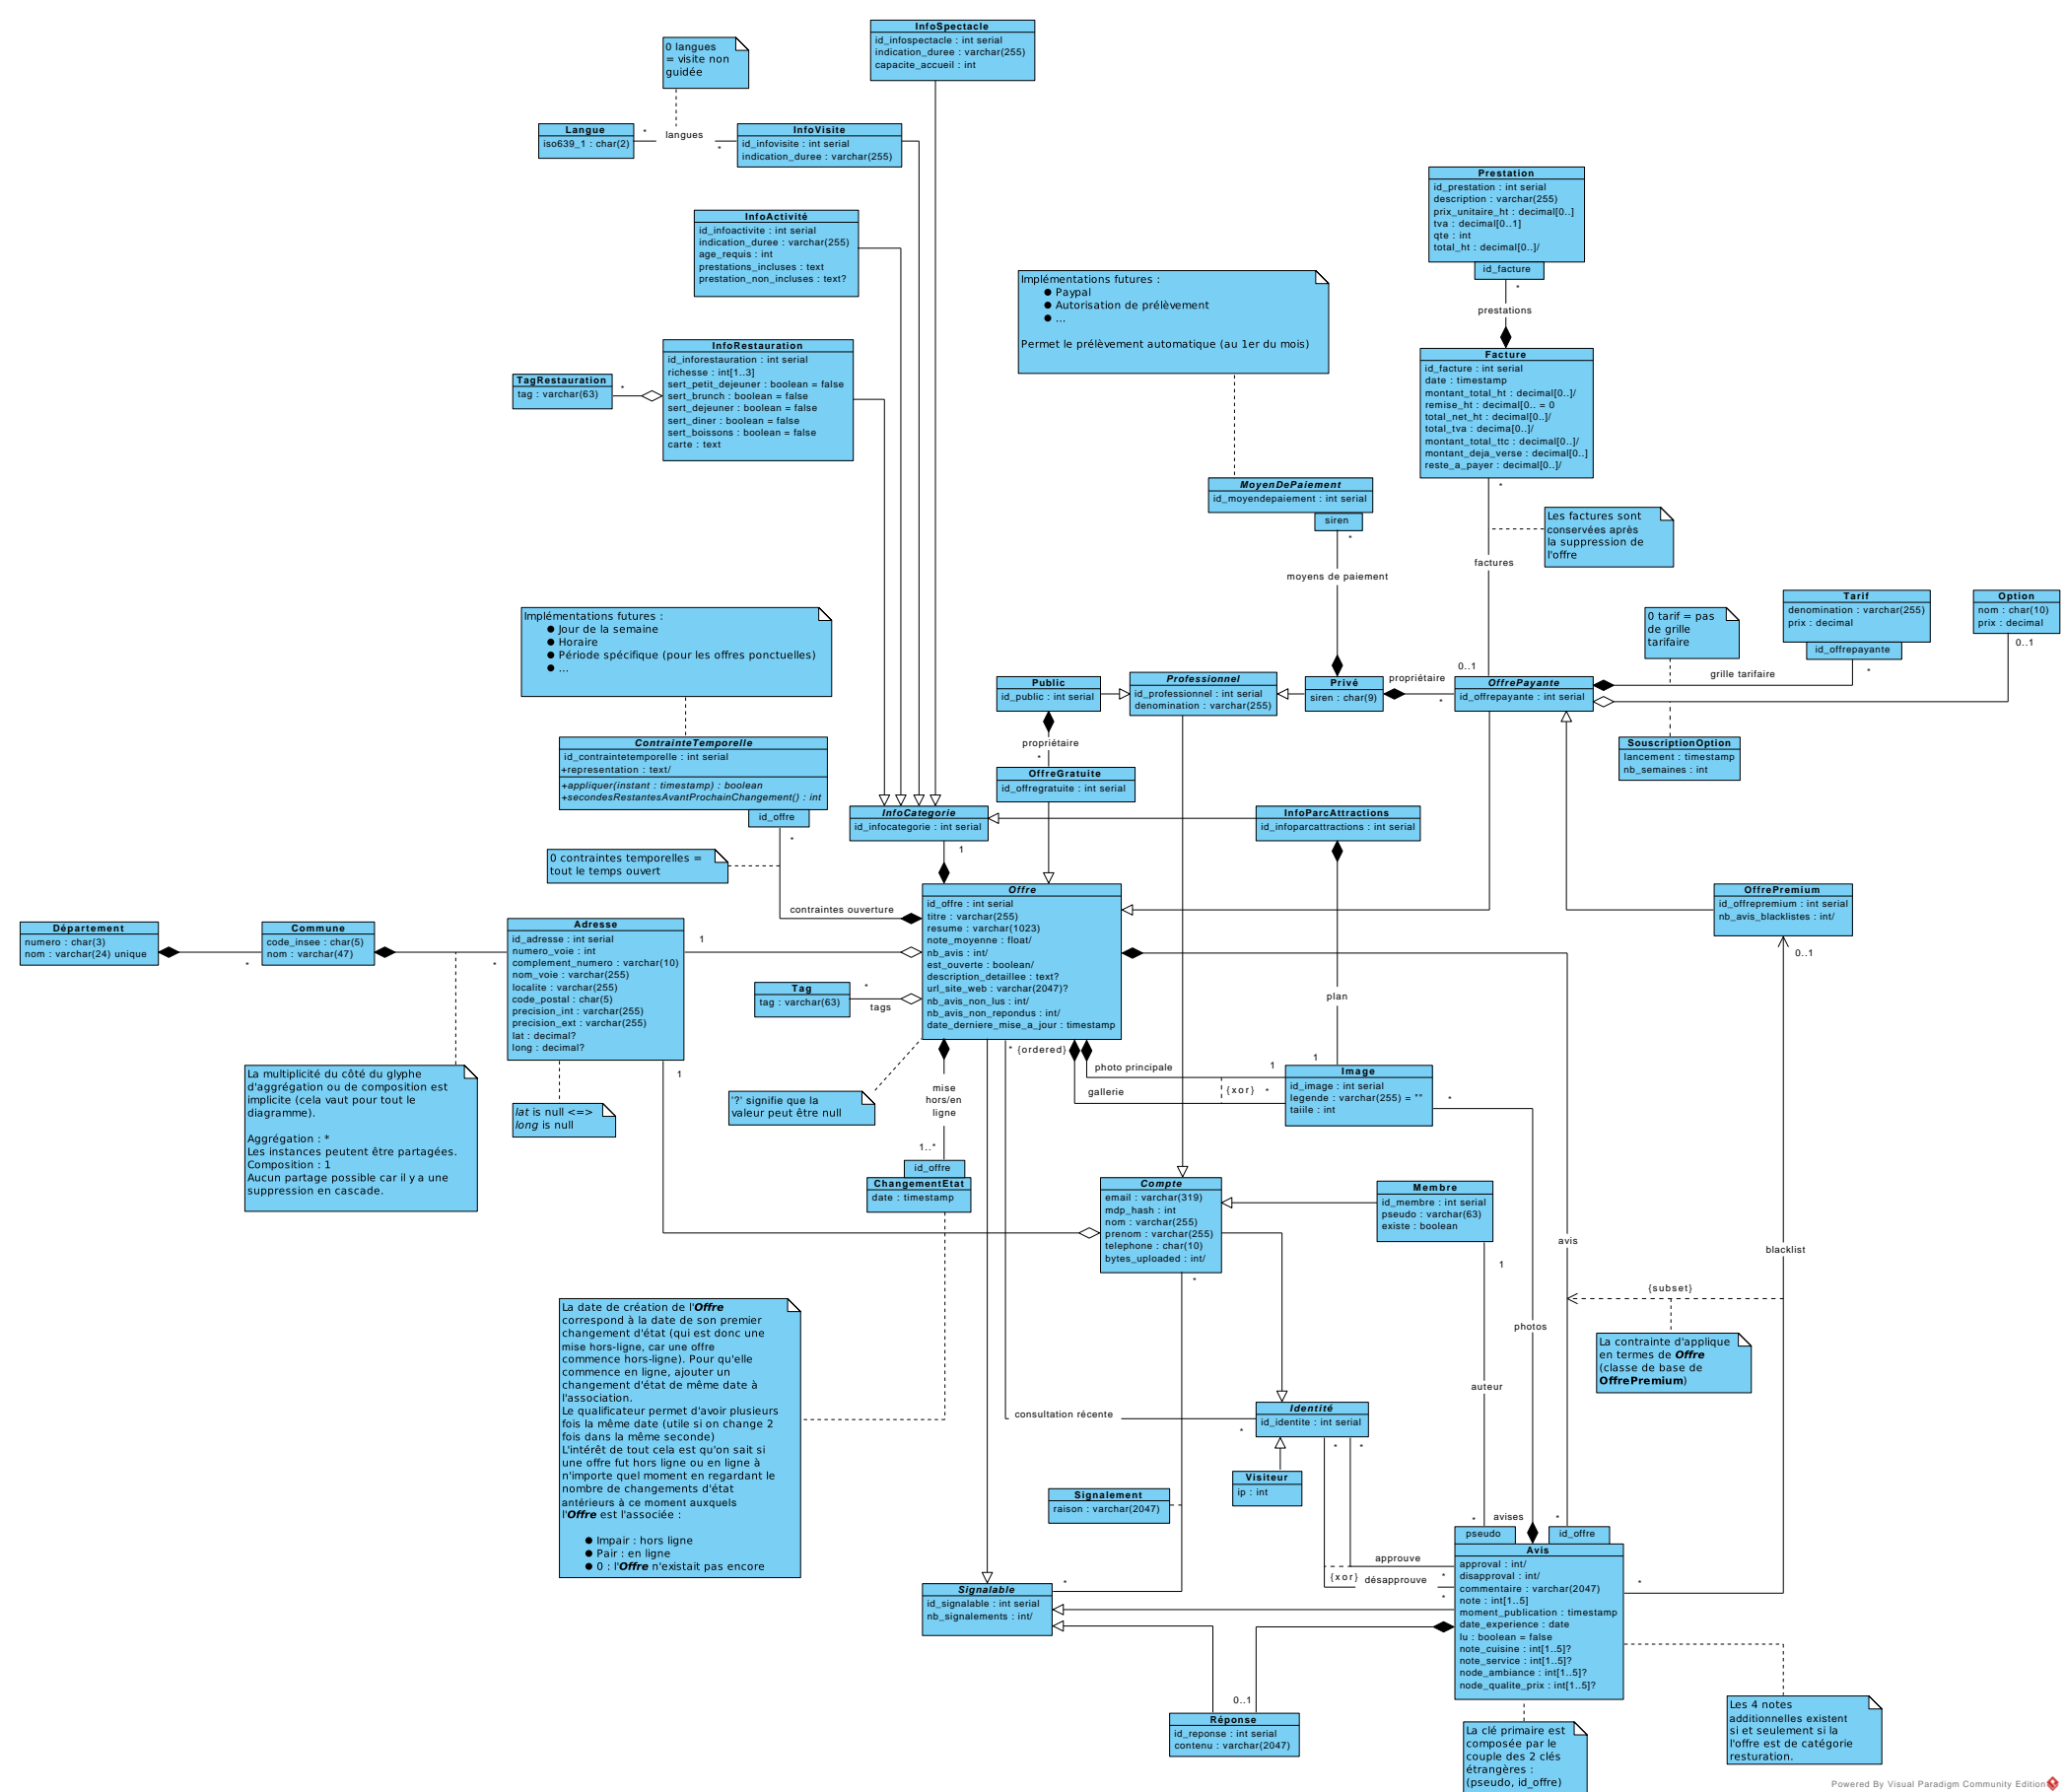 InfoSpectacle
id_infospectacle : int serial
indication_duree : varchar(255)
capacite_accueil : int
0 langues
= visite non
guidée
Langue
iso639_1 : char(2)
*
langues
*
InfoVisite
id_infovisite : int serial
indication_duree : varchar(255)
InfoActivité
id_infoactivite : int serial
indication_duree : varchar(255)
age_requis : int
prestations_incluses : text
prestation_non_incluses : text?
Prestation
id_prestation : int serial
description : varchar(255)
prix_unitaire_ht : decimal[0..]
tva : decimal[0..1]
qte : int
total_ht : decimal[0..]/
id_facture
*
prestations
Implémentations futures :
● Paypal
● Autorisation de prélèvement
● ...
Permet le prélèvement automatique (au 1er du mois)
InfoRestauration
id_inforestauration : int serial
richesse : int[1..3]
sert_petit_dejeuner : boolean = false
sert_brunch : boolean = false
sert_dejeuner : boolean = false
sert_diner : boolean = false
sert_boissons : boolean = false
carte : text
TagRestauration
tag : varchar(63)
*
Facture
id_facture : int serial
date : timestamp
montant_total_ht : decimal[0..]/
remise_ht : decimal[0.. = 0
total_net_ht : decimal[0..]/
total_tva : decima[0..]/
montant_total_ttc : decimal[0..]/
montant_deja_verse : decimal[0..]
reste_a_payer : decimal[0..]/
*
MoyenDePaiement
id_moyendepaiement : int serial
siren
*
moyens de paiement
Les factures sont
conservées après
la suppression de
l'offre
factures
0..1
Implémentations futures :
● Jour de la semaine
● Horaire
● Période spécifique (pour les offres ponctuelles)
● ...
0 tarif = pas
de grille
tarifaire
Tarif
denomination : varchar(255)
prix : decimal
id_offrepayante
*
grille tarifaire
Option
nom : char(10)
prix : decimal
0..1
Public
id_public : int serial
Professionnel
id_professionnel : int serial
denomination : varchar(255)
Privé
siren : char(9)
propriétaire
*
OffrePayante
id_offrepayante : int serial
propriétaire
*
SouscriptionOption
lancement : timestamp
nb_semaines : int
ContrainteTemporelle
id_contraintetemporelle : int serial
+representation : text/
+appliquer(instant : timestamp) : boolean
+secondesRestantesAvantProchainChangement() : int
id_offre
*
OffreGratuite
id_offregratuite : int serial
InfoCategorie
id_infocategorie : int serial
1
InfoParcAttractions
id_infoparcattractions : int serial
0 contraintes temporelles =
tout le temps ouvert
contraintes ouverture
Offre
id_offre : int serial
titre : varchar(255)
resume : varchar(1023)
note_moyenne : float/
nb_avis : int/
est_ouverte : boolean/
description_detaillee : text?
url_site_web : varchar(2047)?
nb_avis_non_lus : int/
nb_avis_non_repondus : int/
date_derniere_mise_a_jour : timestamp
OffrePremium
id_offrepremium : int serial
nb_avis_blacklistes : int/
0..1
Département
numero : char(3)
nom : varchar(24) unique
*
Commune
code_insee : char(5)
nom : varchar(47)
*
Adresse
id_adresse : int serial
numero_voie : int
complement_numero : varchar(10)
nom_voie : varchar(255)
localite : varchar(255)
code_postal : char(5)
precision_int : varchar(255)
precision_ext : varchar(255)
lat : decimal?
long : decimal?
1
1
Tag
tag : varchar(63)
*
tags
plan
1
* {ordered}
photo principale
1
gallerie
{xor}
*
Image
id_image : int serial
legende : varchar(255) = ""
taiile : int
*
La multiplicité du côté du glyphe
d'aggrégation ou de composition est
implicite (cela vaut pour tout le
diagramme).
Aggrégation : *
Les instances peutent être partagées.
Composition : 1
Aucun partage possible car il y a une
suppression en cascade.
lat is null <=>
long is null
'?' signifie que la
valeur peut être null
mise
hors/en
ligne
1..*
id_offre
ChangementEtat
date : timestamp
Compte
email : varchar(319)
mdp_hash : int
nom : varchar(255)
prenom : varchar(255)
telephone : char(10)
bytes_uploaded : int/
*
Membre
id_membre : int serial
pseudo : varchar(63)
existe : boolean
1
avis
blacklist
{subset}
La contrainte d'applique
en termes de Offre
(classe de base de
OffrePremium)
photos
auteur
La date de création de l'Offre
correspond à la date de son premier
changement d'état (qui est donc une
mise hors-ligne, car une offre
commence hors-ligne). Pour qu'elle
commence en ligne, ajouter un
changement d'état de même date à
l'association.
Le qualificateur permet d'avoir plusieurs
fois la même date (utile si on change 2
fois dans la même seconde)
L'intérêt de tout cela est qu'on sait si
une offre fut hors ligne ou en ligne à
n'importe quel moment en regardant le
nombre de changements d'état
antérieurs à ce moment auxquels
l'Offre est l'associée :
● Impair : hors ligne
● Pair : en ligne
● 0 : l'Offre n'existait pas encore
consultation récente
*
Identité
id_identite : int serial
*
*
Visiteur
ip : int
Signalement
raison : varchar(2047)
*
avises
*
pseudo
id_offre
Avis
approval : int/
disapproval : int/
commentaire : varchar(2047)
note : int[1..5]
moment_publication : timestamp
date_experience : date
lu : boolean = false
note_cuisine : int[1..5]?
note_service : int[1..5]?
node_ambiance : int[1..5]?
node_qualite_prix : int[1..5]?
*
approuve
*
{xor}
désapprouve
*
Signalable
id_signalable : int serial
nb_signalements : int/
*
0..1
Réponse
id_reponse : int serial
contenu : varchar(2047)
La clé primaire est
composée par le
couple des 2 clés
étrangères :
(pseudo, id_offre)
Les 4 notes
additionnelles existent
si et seulement si la
l'offre est de catégorie
resturation.
Powered By Visual Paradigm Community Edition